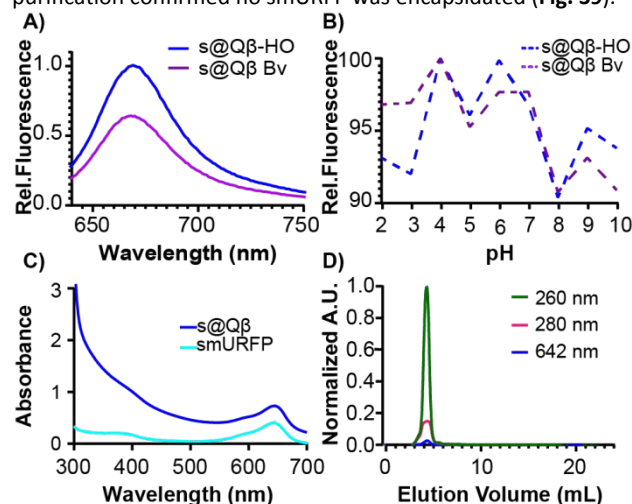 purification confirmed no smURFP was encapsidated (Fig. S9).
A)
B)
s@Qβ-HO
s@Qβ Bv
s@Qβ-HO
s@Qβ Bv
Rel.Fluorescence
1.0
0.5
0.0
650 700 750
Wavelength (nm)
Rel.Fluorescence
100
95
90
2 3 4 5 6 7 8 9 10
pH
C)
D)
s@Qβ
smURFP
Absorbance
3
2
1
0
300 400 500 600 700
Wavelength (nm)
260 nm
280 nm
642 nm
Normalized A.U.
1.0
0.8
0.6
0.4
0.2
0.0
0 10 20
Elution Volume (mL)